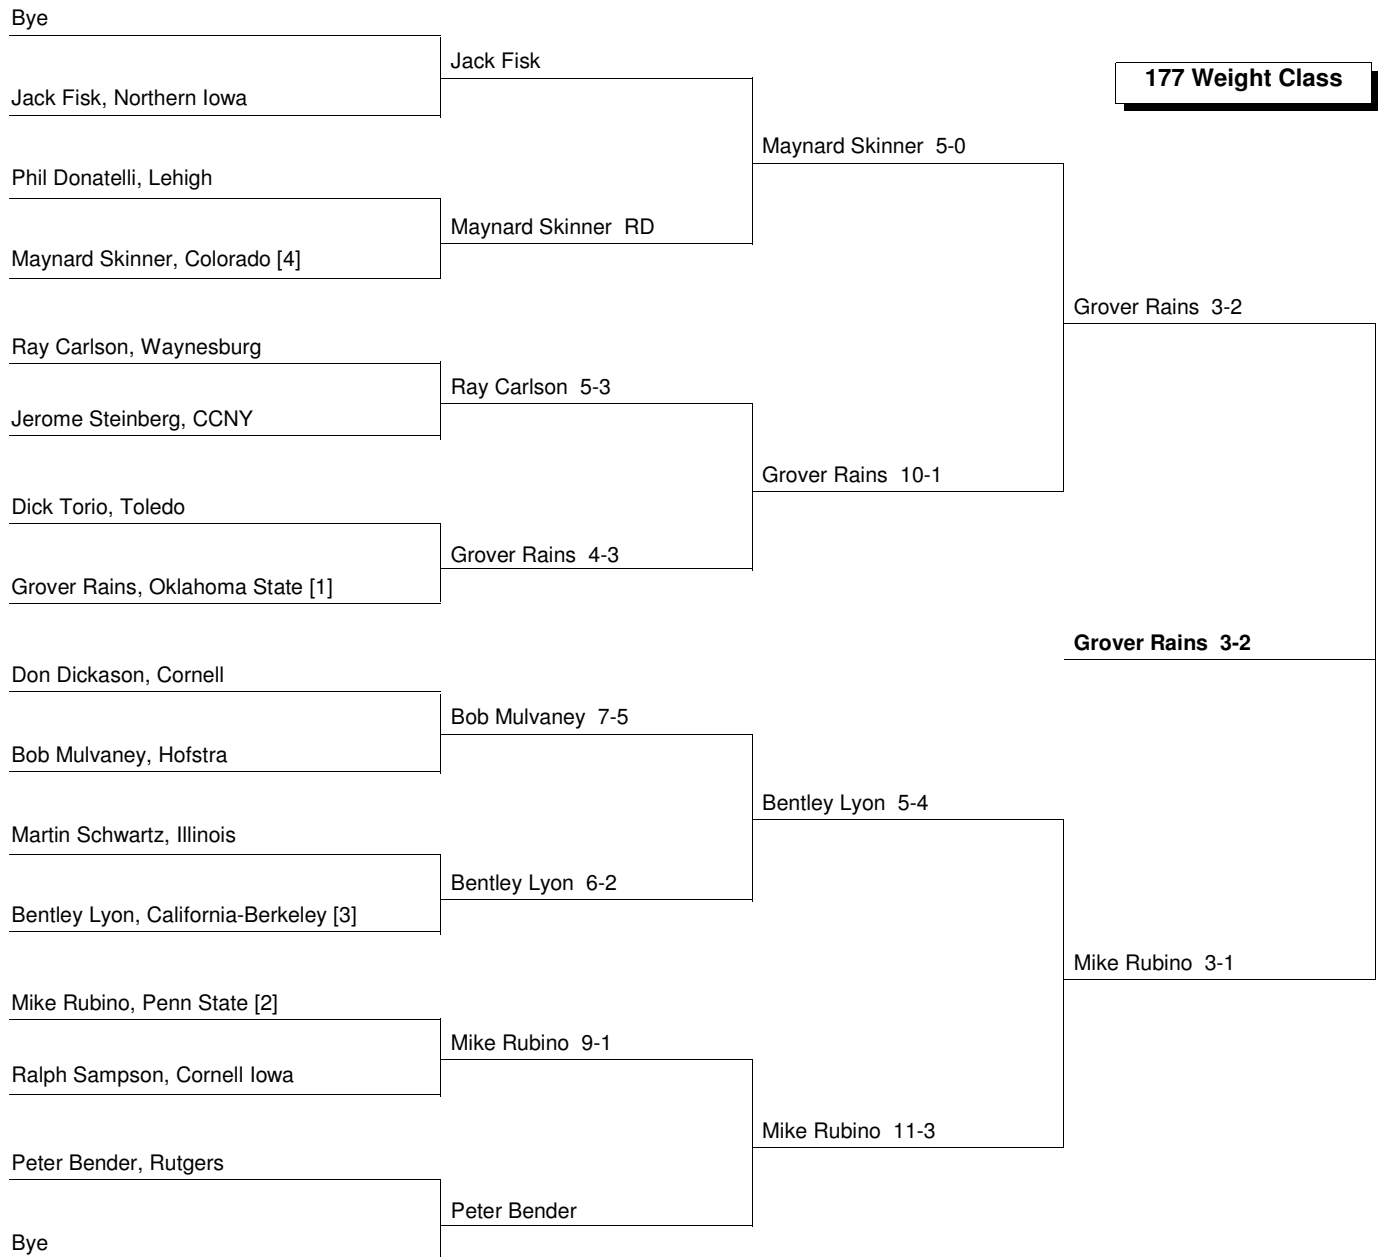 Bye
Jack Fisk
177 Weight Class
Jack Fisk, Northern Iowa
Maynard Skinner 5-0
Phil Donatelli, Lehigh
Maynard Skinner RD
Maynard Skinner, Colorado [4]
Grover Rains 3-2
Ray Carlson, Waynesburg
Ray Carlson 5-3
Jerome Steinberg, CCNY
Grover Rains 10-1
Dick Torio, Toledo
Grover Rains 4-3
Grover Rains, Oklahoma State [1]
Grover Rains 3-2
Don Dickason, Cornell
Bob Mulvaney 7-5
Bob Mulvaney, Hofstra
Bentley Lyon 5-4
Martin Schwartz, Illinois
Bentley Lyon 6-2
Bentley Lyon, California-Berkeley [3]
Mike Rubino 3-1
Mike Rubino, Penn State [2]
Mike Rubino 9-1
Ralph Sampson, Cornell Iowa
Mike Rubino 11-3
Peter Bender, Rutgers
Peter Bender
Bye